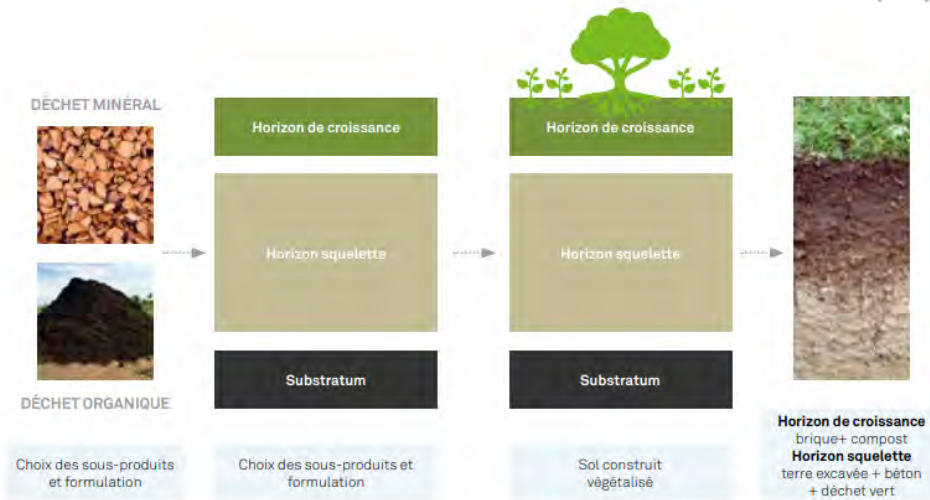 DÉCHET MINÉRAL
DÉCHET ORGANIQUE
Choix des sous-produits
et formulation
Horizon de croissance
Horizon squelette
Substratum
Choix des sous-produits et
formulation
Horizon de croissance
Horizon squelette
Substratum
Sol construit
végétalisé
Horizon de croissance
brique+ compost
Horizon squelette
terre excavée + béton
+ déchet vert